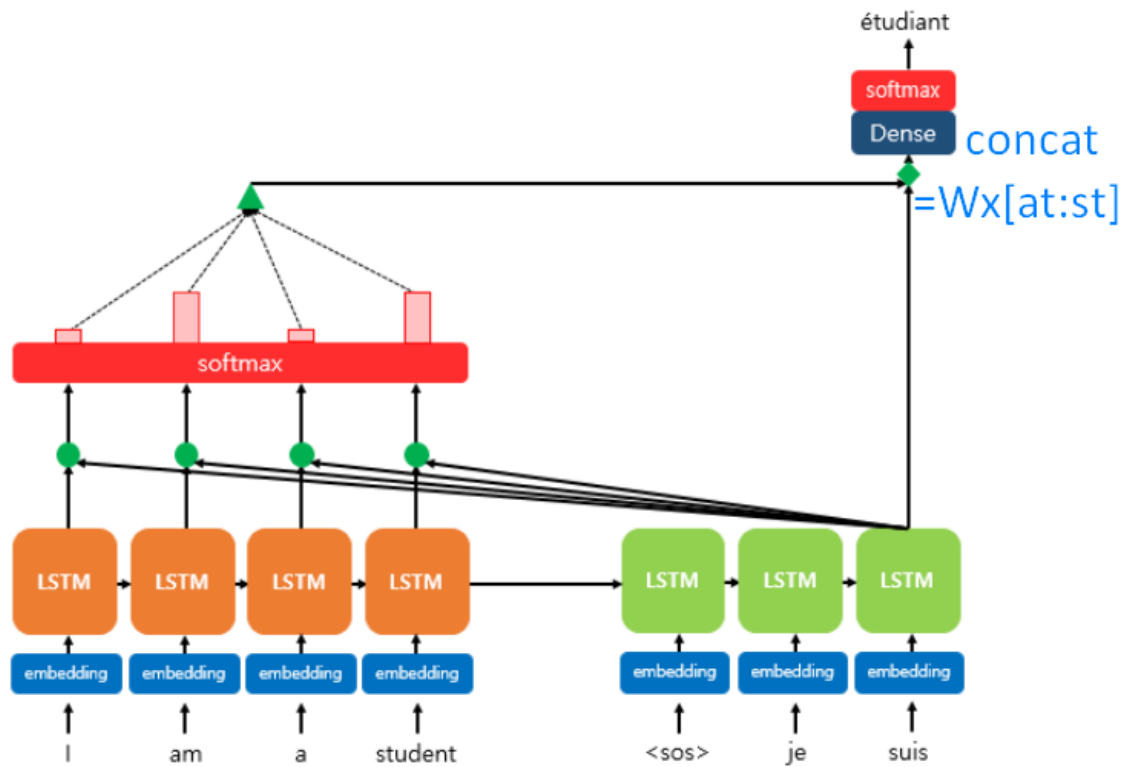 étudiant
softmax
Dense
concat
=Wx[at:st]
softmax
LSTM LSTM LSTM LSTM LSTM LSTM LSTM
embedding embedding embedding embedding embedding embedding embedding
I am a student <sos> je suis